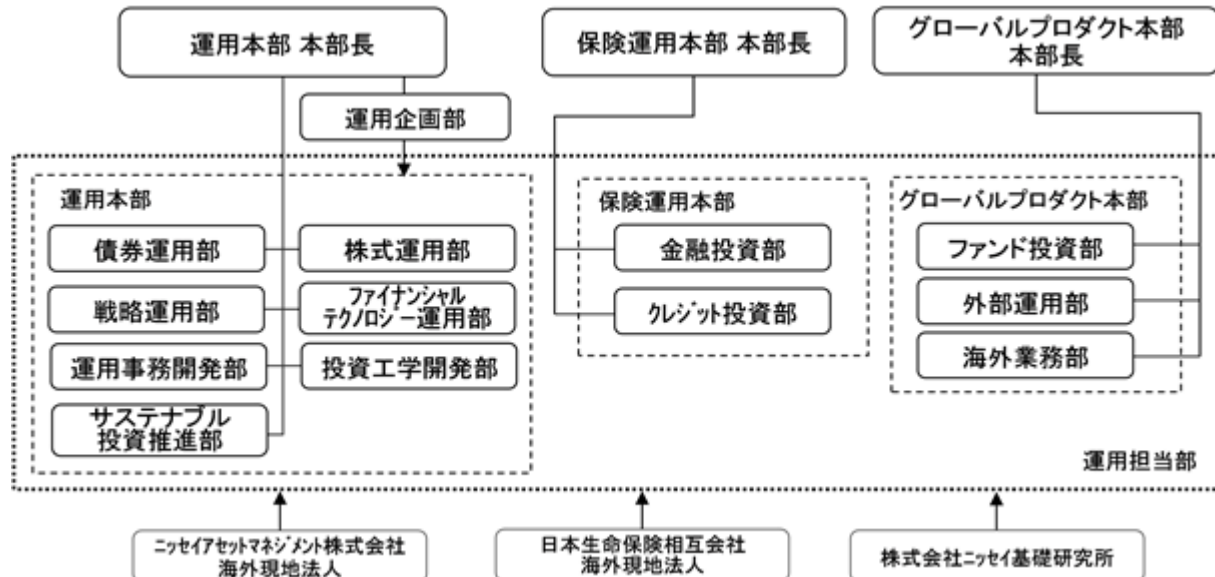 運用本部 本部長
保険運用本部 本部長
グローバルプロダクト本部
本部長
運用企画部
運用本部
債券運用部
株式運用部
戦略運用部
ファイナンシャル
テクノロジー運用部
運用事務開発部
投資工学開発部
サステナブル
投資推進部
保険運用本部
金融投資部
クレジット投資部
グローバルプロダクト本部
ファンド投資部
外部運用部
海外業務部
運用担当部
ニッセイアセットマネジメント株式会社
海外現地法人
日本生命保険相互会社
海外現地法人
株式会社ニッセイ基礎研究所